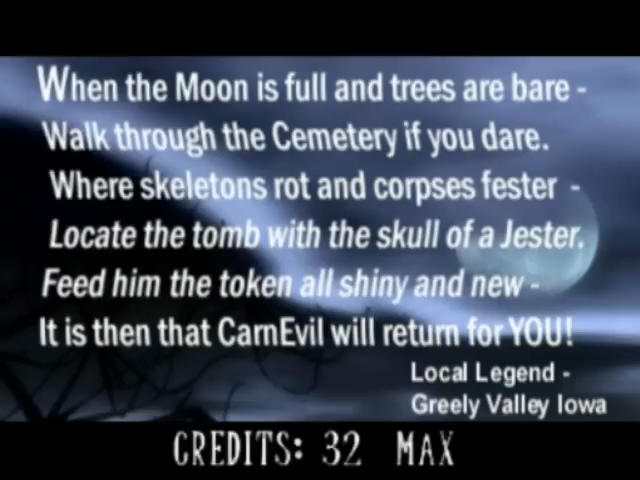 When the Moon is full and trees are bare -
Walk through the Cemetery if you dare.
Where skeletons rot and corpses fester -
Locate the tomb with the skull of a Jester.
Feed him the token all shiny and new -
It is then that CarnEvil will return for YOU!
Local Legend -
Greely Valley Iowa
CREDITS: 32 MAX